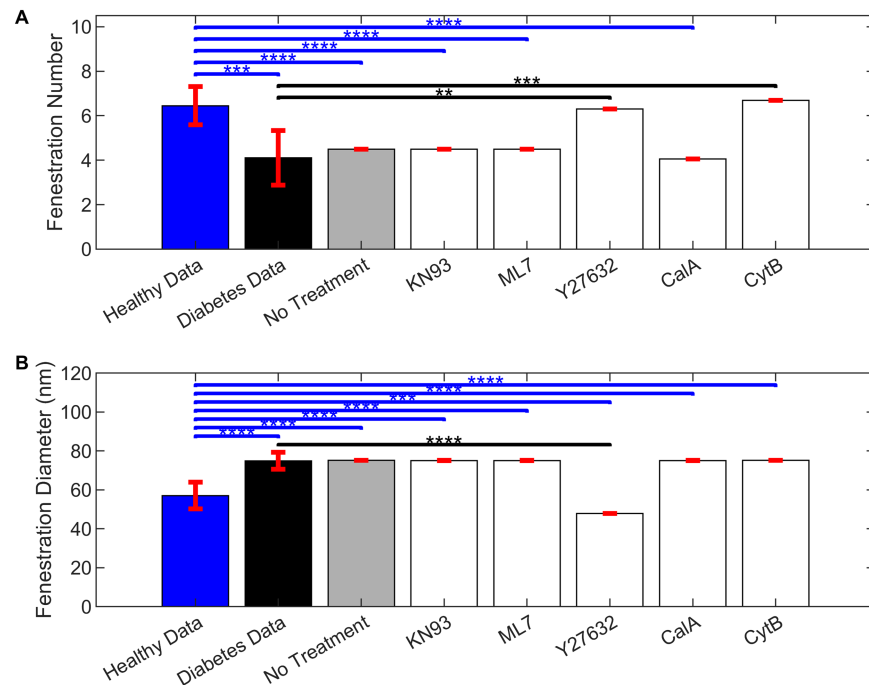 A
Fenestration Number
10
8
6
4
2
0
****
****
****
****
***
***
**
Healthy Data
Diabetes Data
No Treatment
KN93
ML7
Y27632
CalA
CytB
B
Fenestration Diameter (nm)
120
100
80
60
40
20
0
****
****
***
****
****
****
****
****
Healthy Data
Diabetes Data
No Treatment
KN93
ML7
Y27632
CalA
CytB